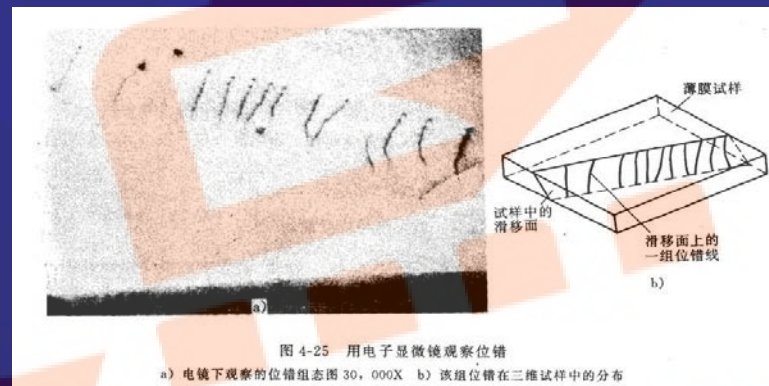 薄膜试样
试样中的
滑移面
滑移面上的
一组位错线
a)
b)
图 4-25 用电子显微镜观察位错
a) 电镜下观察的位错组态图 30，000X b) 该组位错在三维试样中的分布